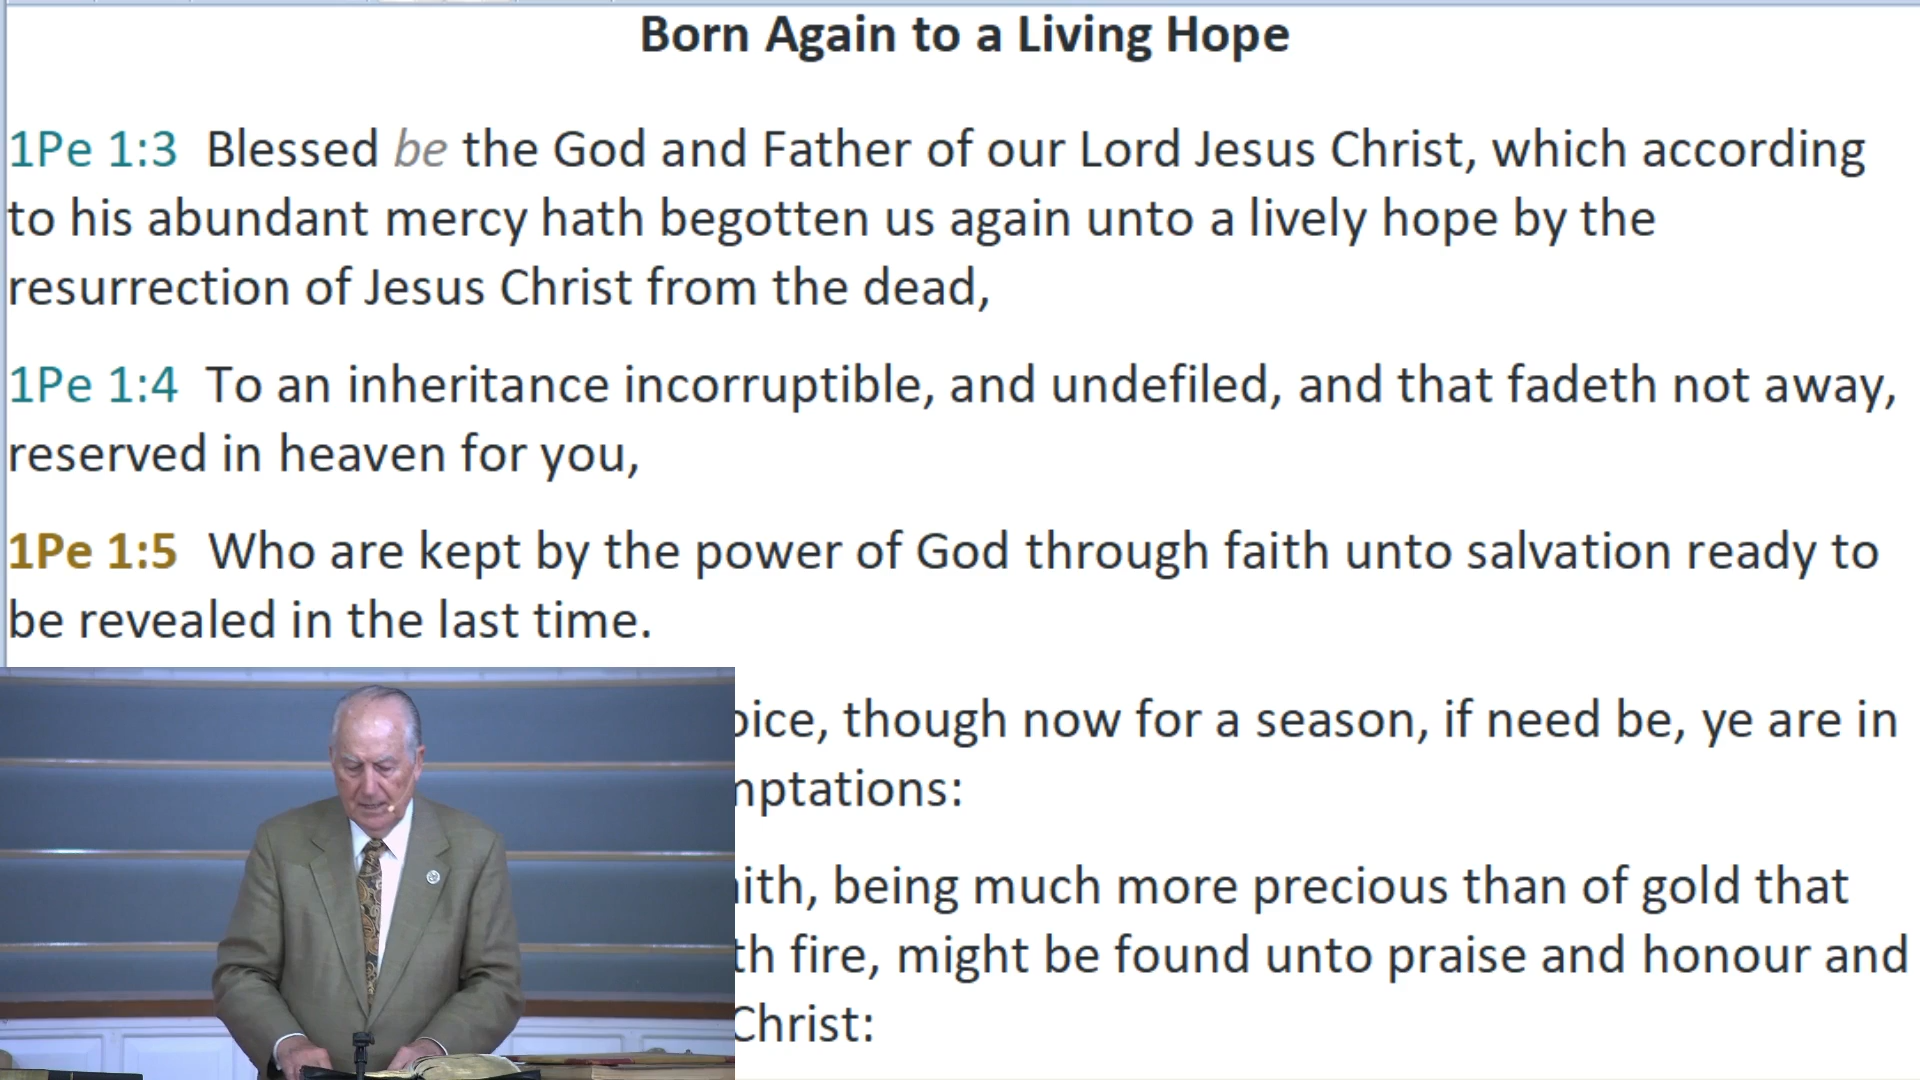 Born Again to a Living Hope
1Pe 1:3 Blessed be the God and Father of our Lord Jesus Christ, which according
to his abundant mercy hath begotten us again unto a lively hope by the
resurrection of Jesus Christ from the dead,
1Pe 1:4 To an inheritance incorruptible, and undefiled, and that fadeth not away,
reserved in heaven for you,
1Pe 1:5 Who are kept by the power of God through faith unto salvation ready to
be revealed in the last time.
though now for a season, if need be, ye are in
being much more precious than of gold that
fire, might be found unto praise and honour and
Christ: